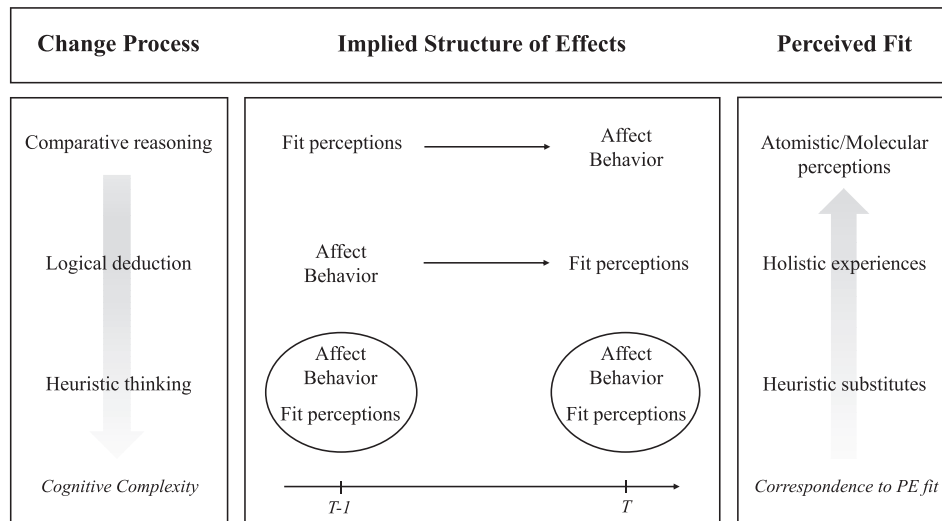 Change Process
Implied Structure of Effects
Perceived Fit
Comparative reasoning
Logical deduction
Heuristic thinking
Cognitive Complexity
Fit perceptions
Affect
Behavior
Affect
Behavior
Fit perceptions
Affect
Behavior
Fit perceptions
Affect
Behavior
Fit perceptions
T-1
T
Atomistic/Molecular
perceptions
Holistic experiences
Heuristic substitutes
Correspondence to PE fit